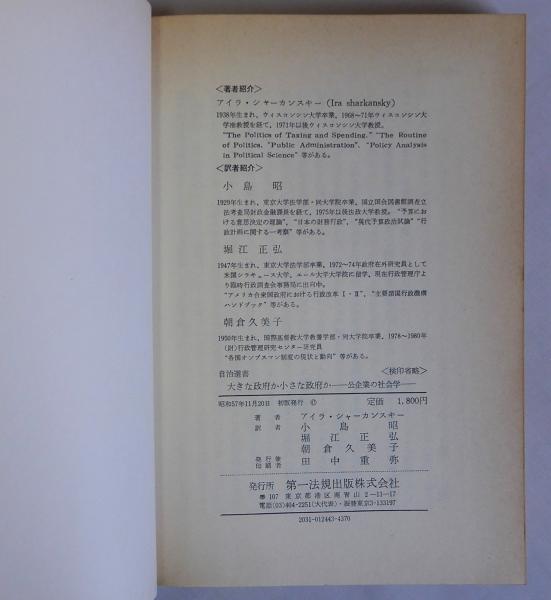 <著者紹介>
アイラ・シャーカンスキー (Ira sharkansky)
1938年生まれ、ウィスコンシン大学卒業、1968〜71年ウィスコンシン大
学准教授を経て、1971年以後ウィスコンシン大学教授。
"The Politics of Taxing and Spending." "The Routine
of Politics. "Public Administration". "Policy Analysis
in Political Science" 等がある。
<訳者紹介>
小島 昭
1929年生まれ、東京大学法学部・同大学院卒業、国立国会図書館調査立
法考査局財政金融課長を経て、1975年以後法政大学教授。"予算にお
ける意思決定の理論"、"日本の財務行政"、"現代予算政治試論" "行
政計画に関する一考察" 等がある。
堀江正弘
1947年生まれ、東京大学法学部卒業、1972〜74年政府在外研究員として
米国シラキュース大学、エール大学大学院に留学、現在行政管理庁よ
り臨時行政調査会事務局に出向中。
"アメリカ合衆国政府における行政改革 I・II"、"主要諸国行政機構
ハンドブック" 等がある。
朝倉久美子
1950年生まれ、国際基督教大学教養学部・同大学院卒業、1978〜1980年
(財)行政管理研究センター研究員
"各国オンブズマン制度の現状と動向" 等がある。
自治選書 <検印省略>
大きな政府か小さな政府か——公企業の社会学——
昭和57年11月20日 初版発行 © 定価 1,800円
著者 アイラ・シャーカンスキー
訳者 小島 昭
堀江正弘
朝倉久美子
発行者 田中重弥
発行所 第一法規出版株式会社
〒107 東京都港区南青山2-11-17
電話(03)404-2251(大代表)・振替東京3-133197
2031-012443-4370